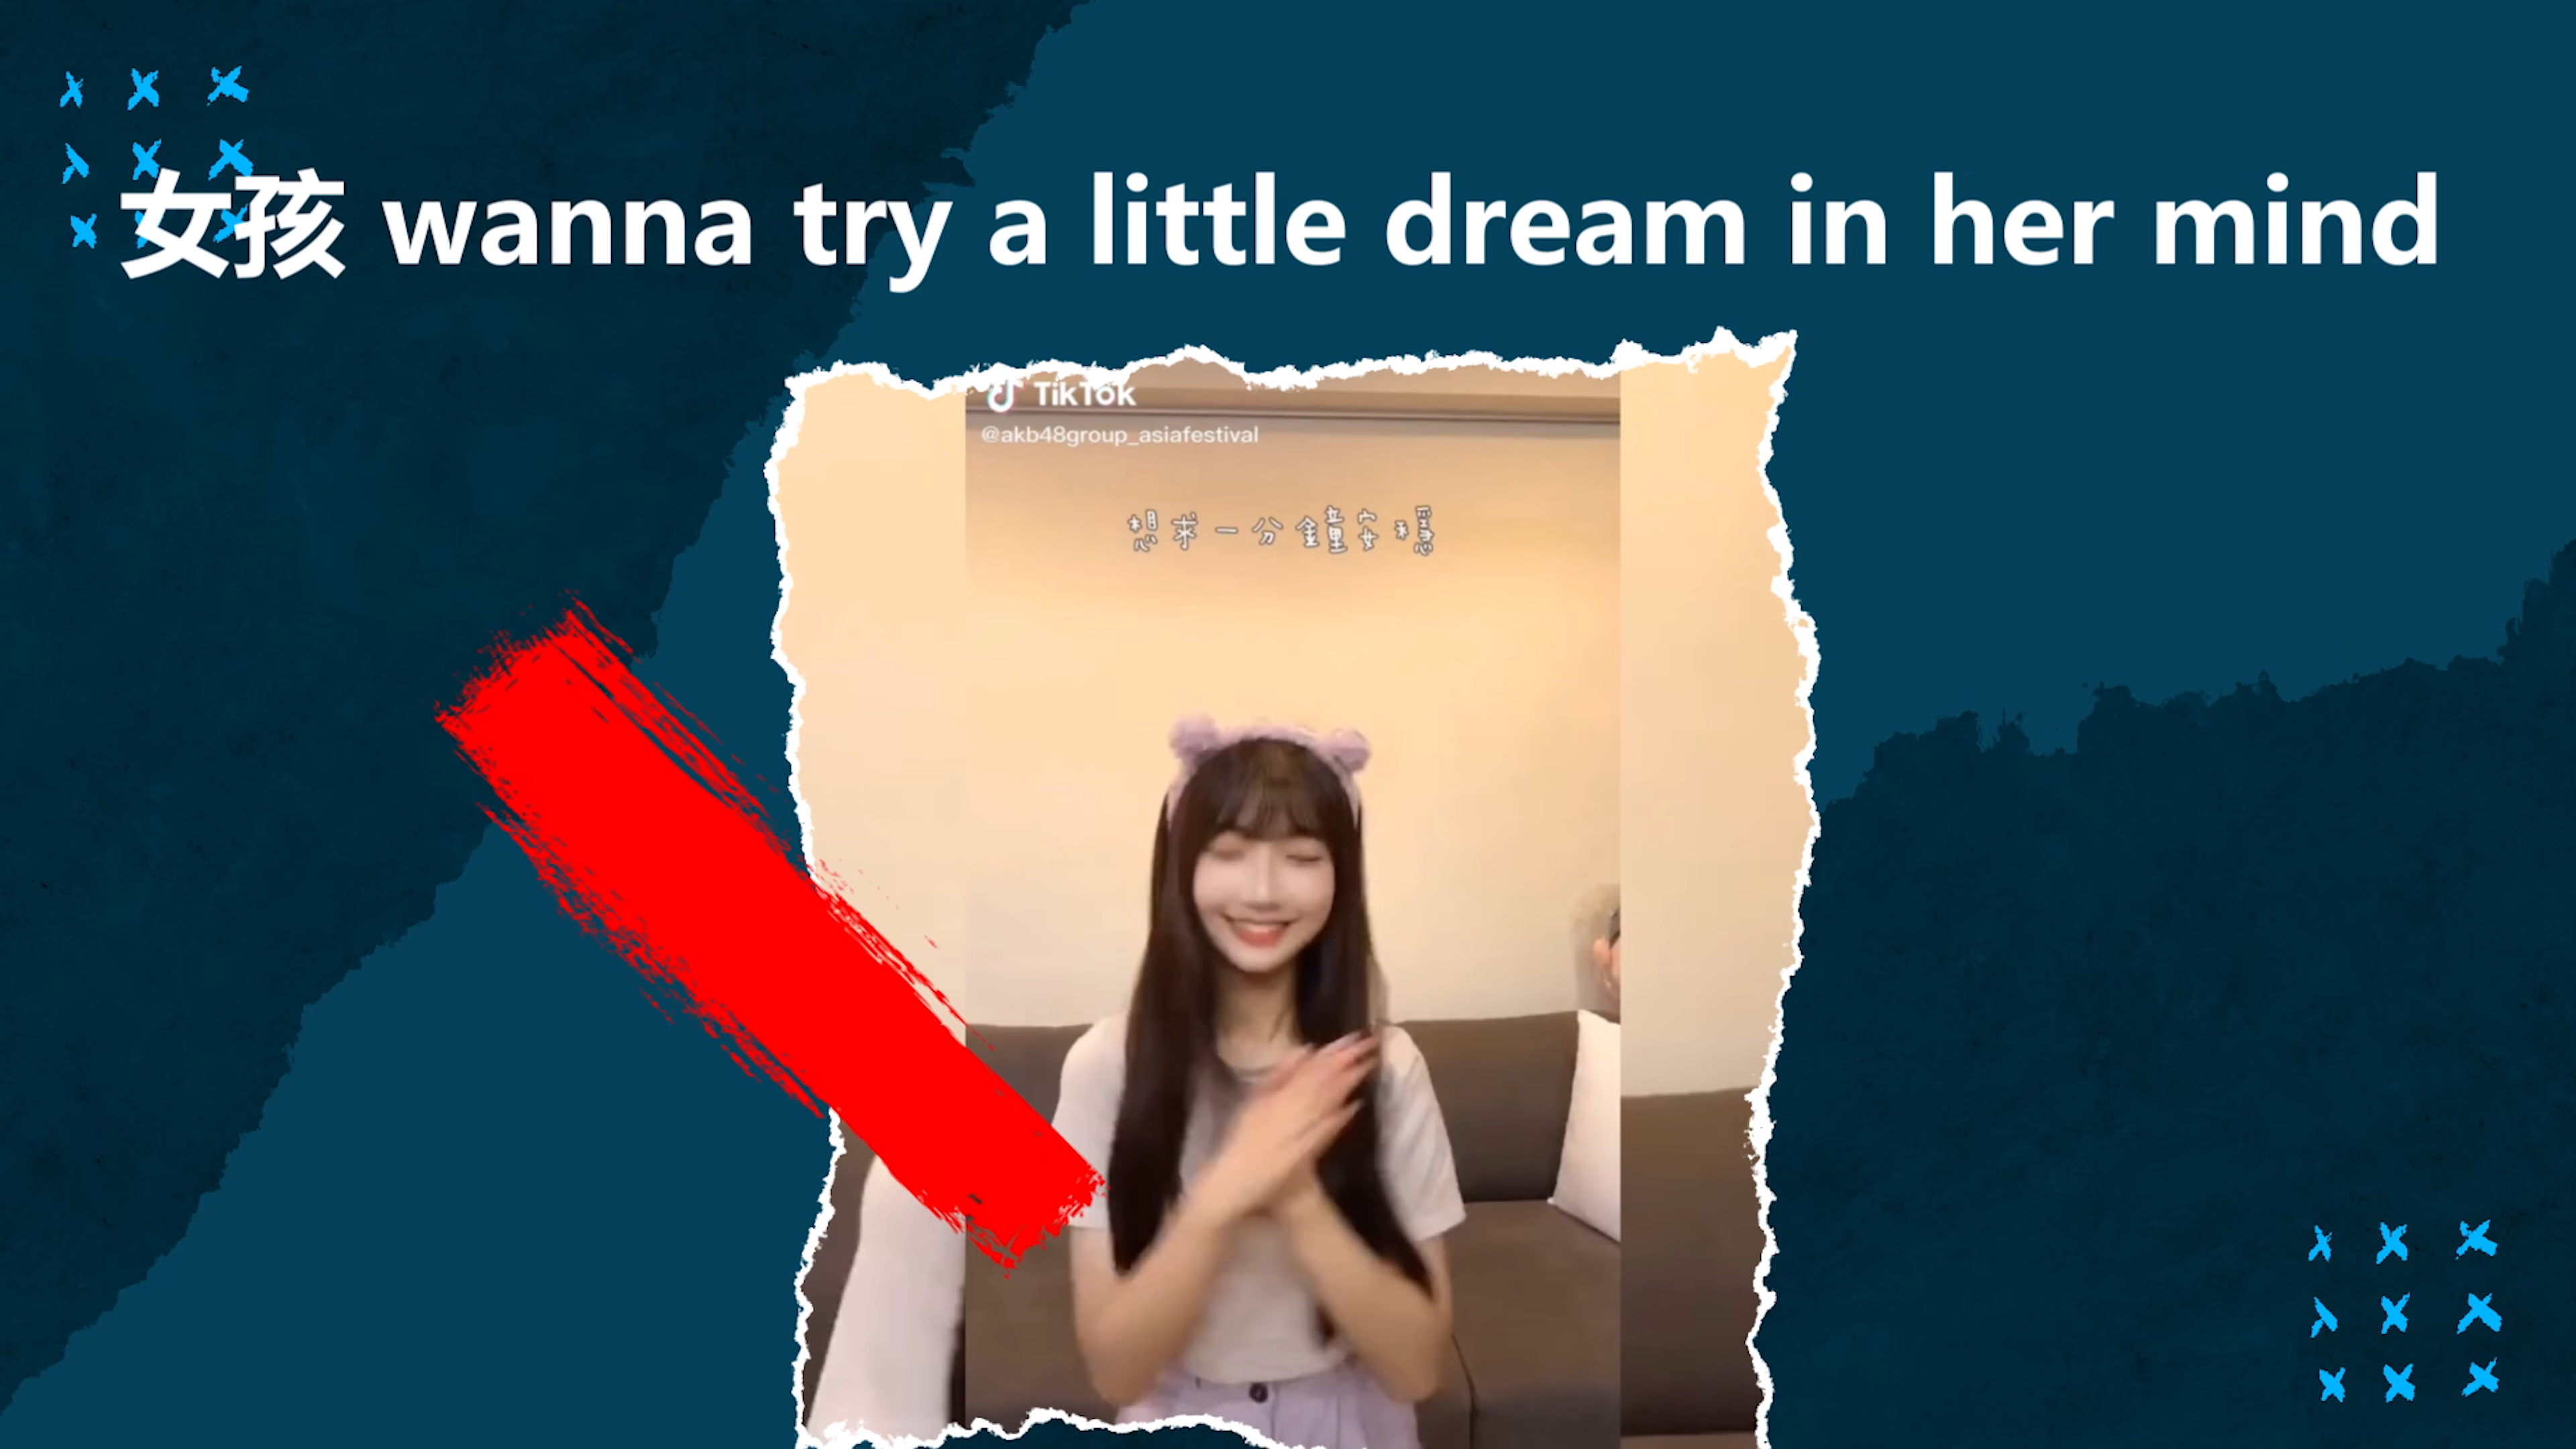 女孩 wanna try a little dream in her mind
TikTok
@akb48group_asiafestival
想求一分鐘安穩